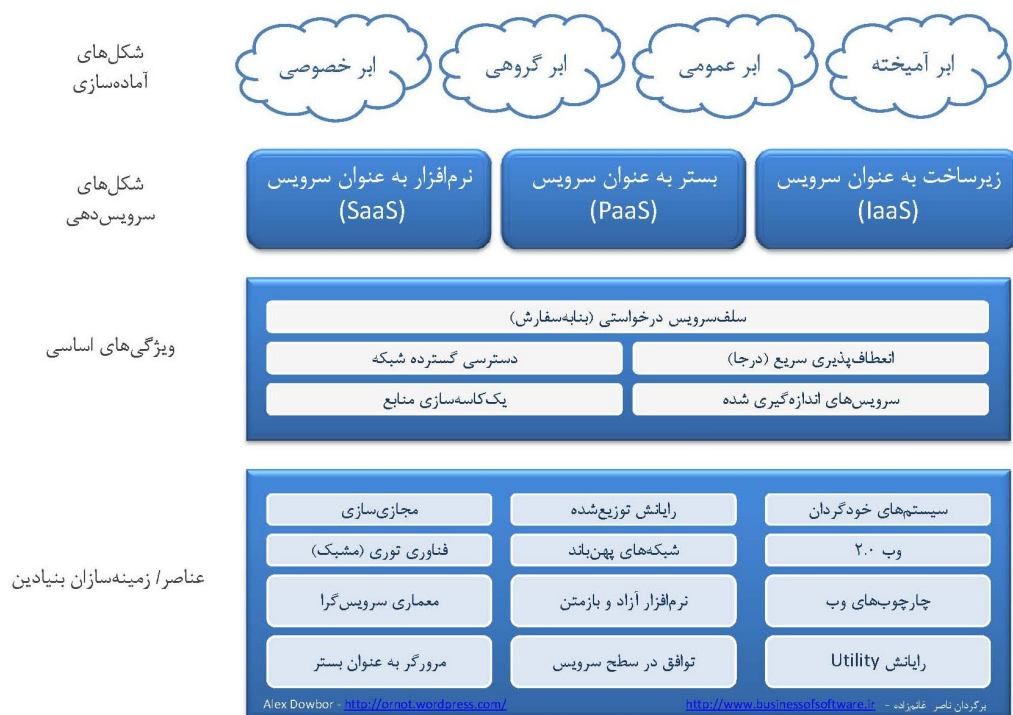 شکل‌های
آماده‌سازی
ابر آمیخته
ابر عمومی
ابر گروهی
ابر خصوصی
شکل‌های
سرویس‌دهی
زیرساخت به عنوان سرویس
(IaaS)
بستر به عنوان سرویس
(PaaS)
نرم‌افزار به عنوان سرویس
(SaaS)
ویژگی‌های اساسی
سلف‌سرویس درخواستی (بنابه‌سفارش)
انعطاف‌پذیری سریع (درجا)
دسترسی گسترده شبکه
سرویس‌های اندازه‌گیری شده
یک‌کاسه‌سازی منابع
عناصر/ زمینه‌سازان بنیادین
سیستم‌های خودگردان
رایانش توزیع‌شده
مجازی‌سازی
وب ۲.۰
شبکه‌های پهن‌باند
فناوری توری (مشبک)
چارچوب‌های وب
نرم‌افزار آزاد و بازمتن
معماری سرویس‌گرا
رایانش Utility
توافق در سطح سرویس
مرورگر به عنوان بستر
برگردان ناصر غانم‌زاده - http://www.businessofsoftware.ir
Alex Dowbor - http://ornot.wordpress.com/